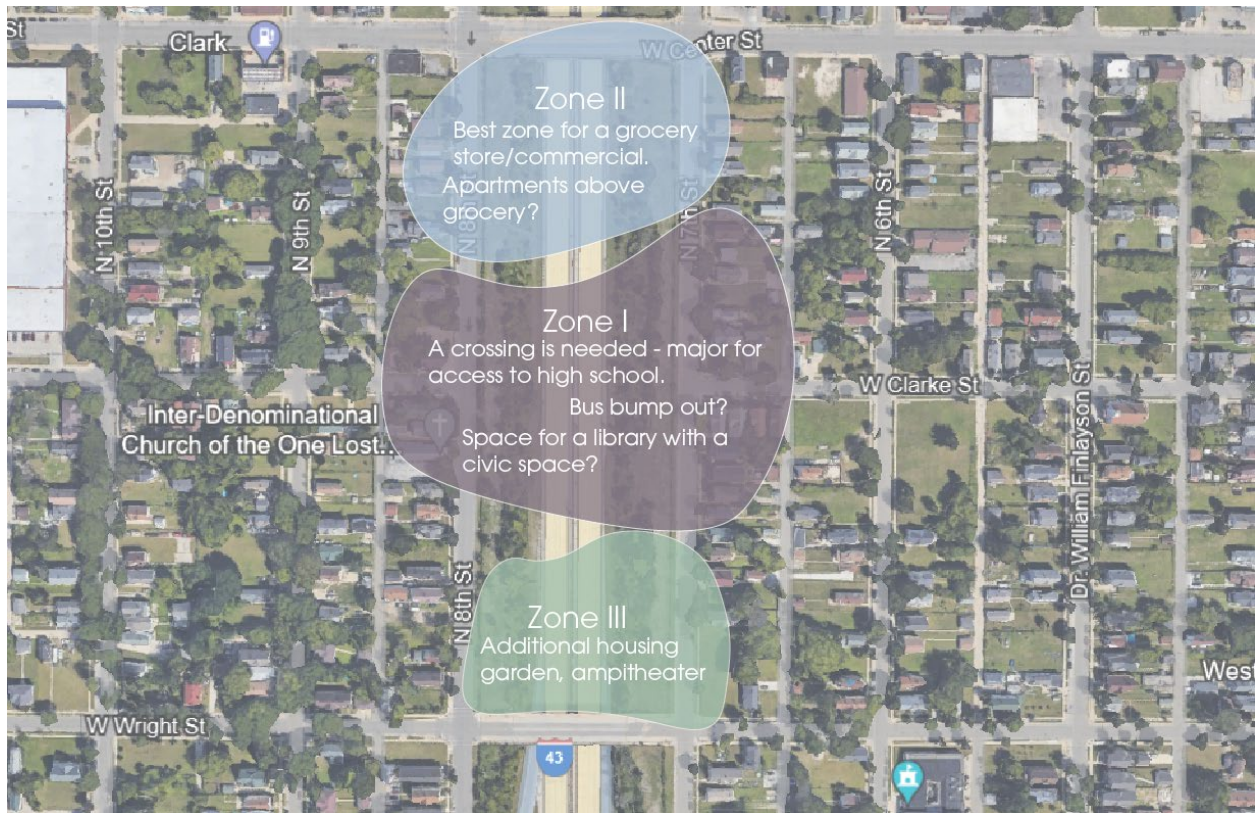 St
Clark
W Center St
Zone II
Best zone for a grocery
store/commercial.
Apartments above
grocery?
N 10th St
N 9th St
N 8th St
N 7th St
N 6th St
Zone I
A crossing is needed - major for
access to high school.
Bus bump out?
Space for a library with a
civic space?
W Clarke St
Inter-Denominational
Church of the One Lost...
Dr. William Finlayson St
N 8th St
Zone III
Additional housing
garden, ampitheater
West
W Wright St
43